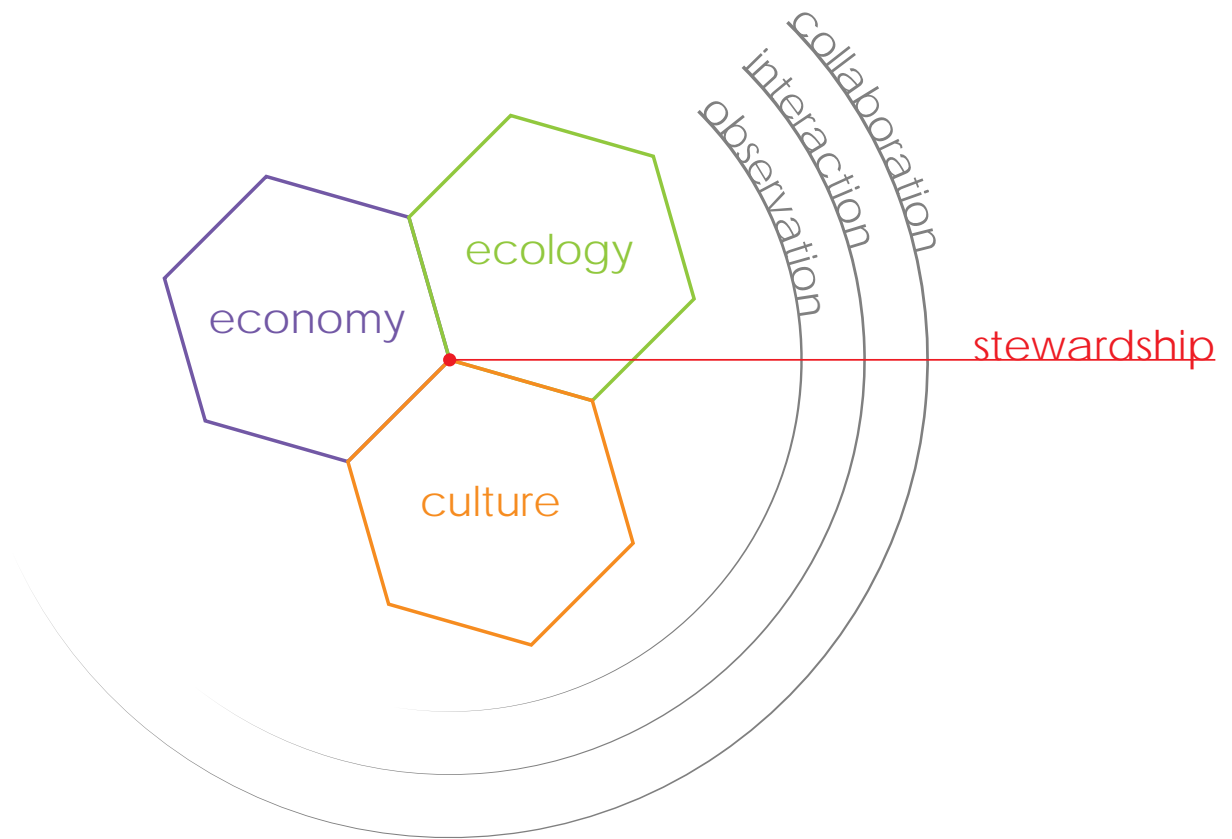 collaboration
interaction
observation
ecology
economy
stewardship
culture